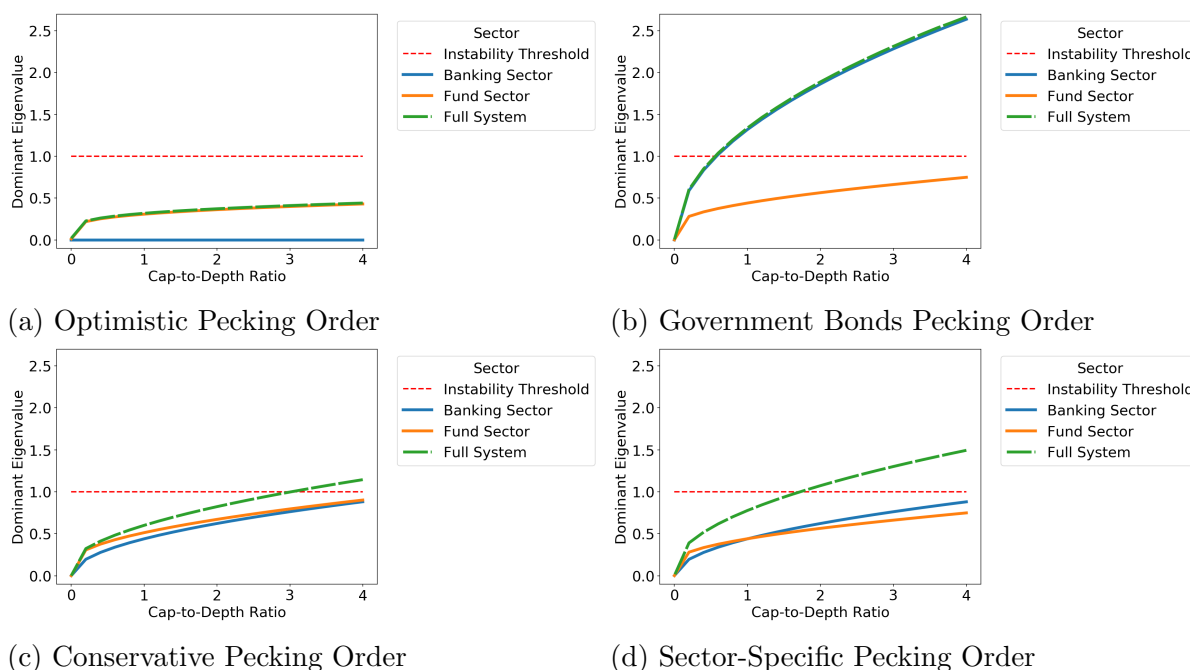 2.5
2.0
1.5
1.0
0.5
0.0
Dominant Eigenvalue
0 1 2 3 4
Cap-to-Depth Ratio
Sector
Instability Threshold
Banking Sector
Fund Sector
Full System
(a) Optimistic Pecking Order
2.5
2.0
1.5
1.0
0.5
0.0
Dominant Eigenvalue
0 1 2 3 4
Cap-to-Depth Ratio
Sector
Instability Threshold
Banking Sector
Fund Sector
Full System
(b) Government Bonds Pecking Order
2.5
2.0
1.5
1.0
0.5
0.0
Dominant Eigenvalue
0 1 2 3 4
Cap-to-Depth Ratio
Sector
Instability Threshold
Banking Sector
Fund Sector
Full System
(c) Conservative Pecking Order
2.5
2.0
1.5
1.0
0.5
0.0
Dominant Eigenvalue
0 1 2 3 4
Cap-to-Depth Ratio
Sector
Instability Threshold
Banking Sector
Fund Sector
Full System
(d) Sector-Specific Pecking Order